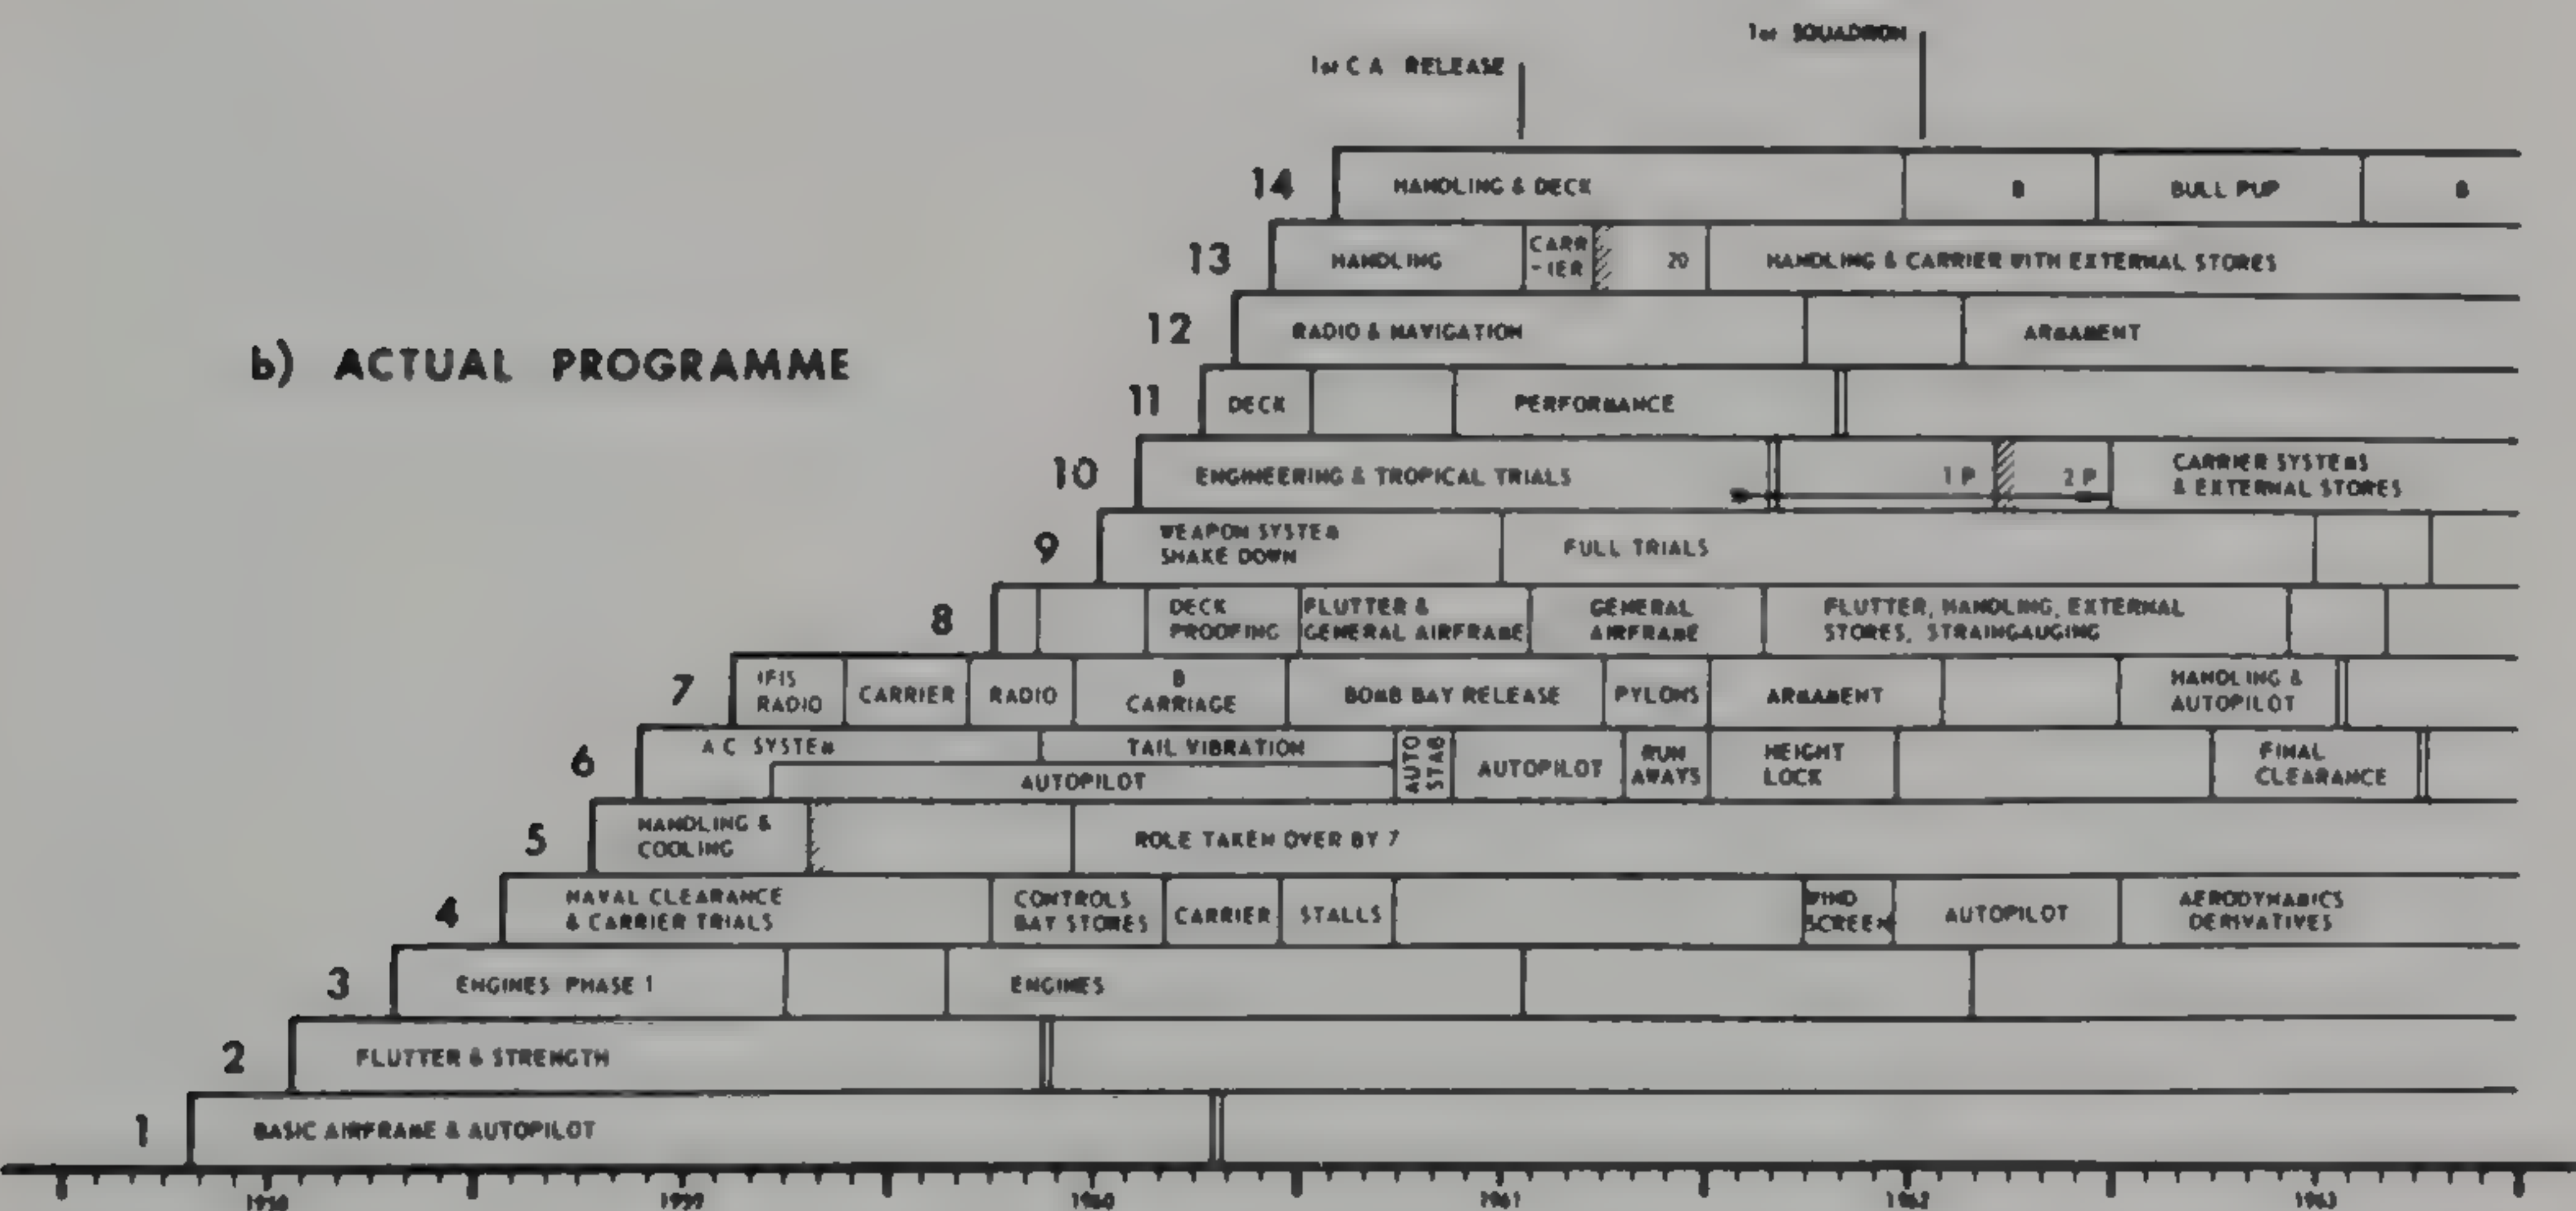 1st SQUADRON
1st C A RELEASE
14 HANDLING & DECK B BULL PUP B
13 HANDLING CARR
-IER 20 HANDLING & CARRIER WITH EXTERNAL STORES
12 RADIO & NAVIGATION ARMAMENT
b) ACTUAL PROGRAMME
11 DECK PERFORMANCE
10 ENGINEERING & TROPICAL TRIALS 1 P 2 P CARRIER SYSTEMS
& EXTERNAL STORES
9 WEAPON SYSTEM
SHAKE DOWN FULL TRIALS
8 DECK
PROOFING FLUTTER &
GENERAL AIRFRAME GENERAL
AIRFRAME FLUTTER, HANDLING, EXTERNAL
STORES, STRAINGAUGING
7 IFIS
RADIO CARRIER RADIO B
CARRIAGE BOMB BAY RELEASE PYLONS ARMAMENT HANDLING &
AUTOPILOT
6 A C SYSTEM TAIL VIBRATION
AUTOPILOT AUTO
STAB AUTOPILOT RUN
AWAYS HEIGHT
LOCK FINAL
CLEARANCE
5 HANDLING &
COOLING ROLE TAKEN OVER BY 7
4 NAVAL CLEARANCE
& CARRIER TRIALS CONTROLS
BAY STORES CARRIER STALLS WIND
SCREEN AUTOPILOT AERODYNAMICS
DERIVATIVES
3 ENGINES PHASE 1 ENGINES
2 FLUTTER & STRENGTH
1 BASIC AIRFRAME & AUTOPILOT
1958 1959 1960 1961 1962 1963